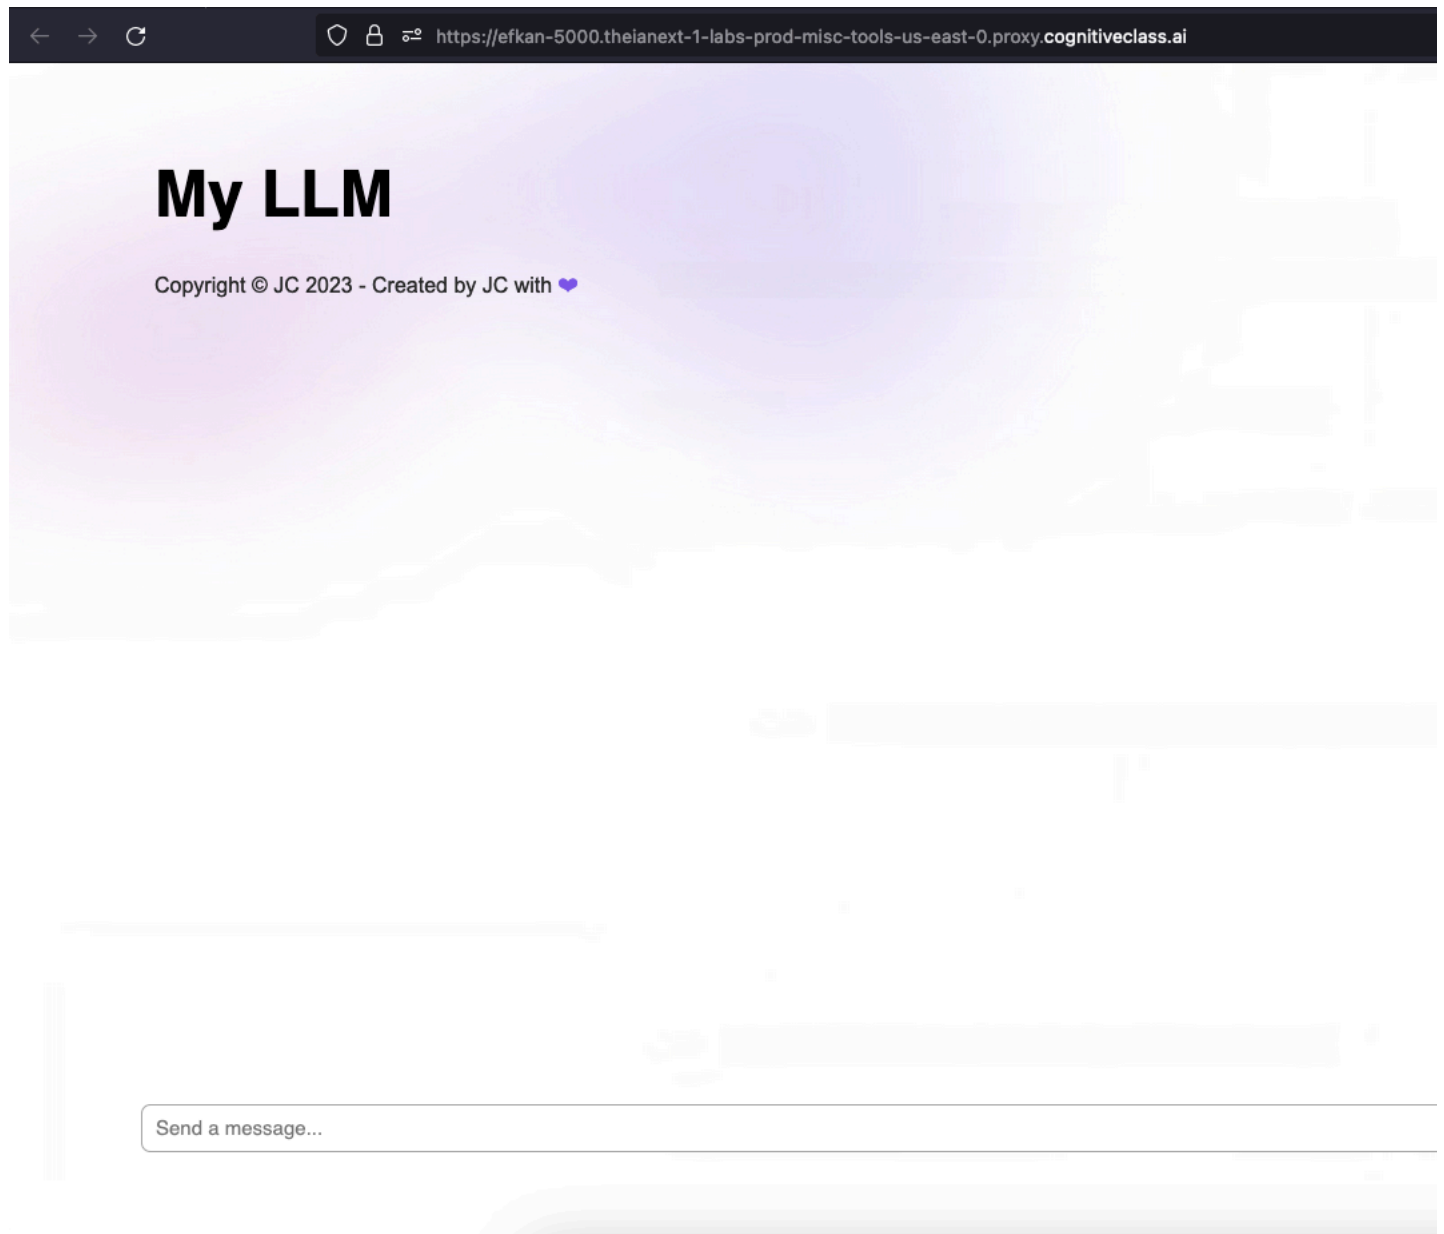 https://efkan-5000.theianext-1-labs-prod-misc-tools-us-east-0.proxy.cognitiveclass.ai
My LLM
Copyright © JC 2023 - Created by JC with 💜
Send a message...